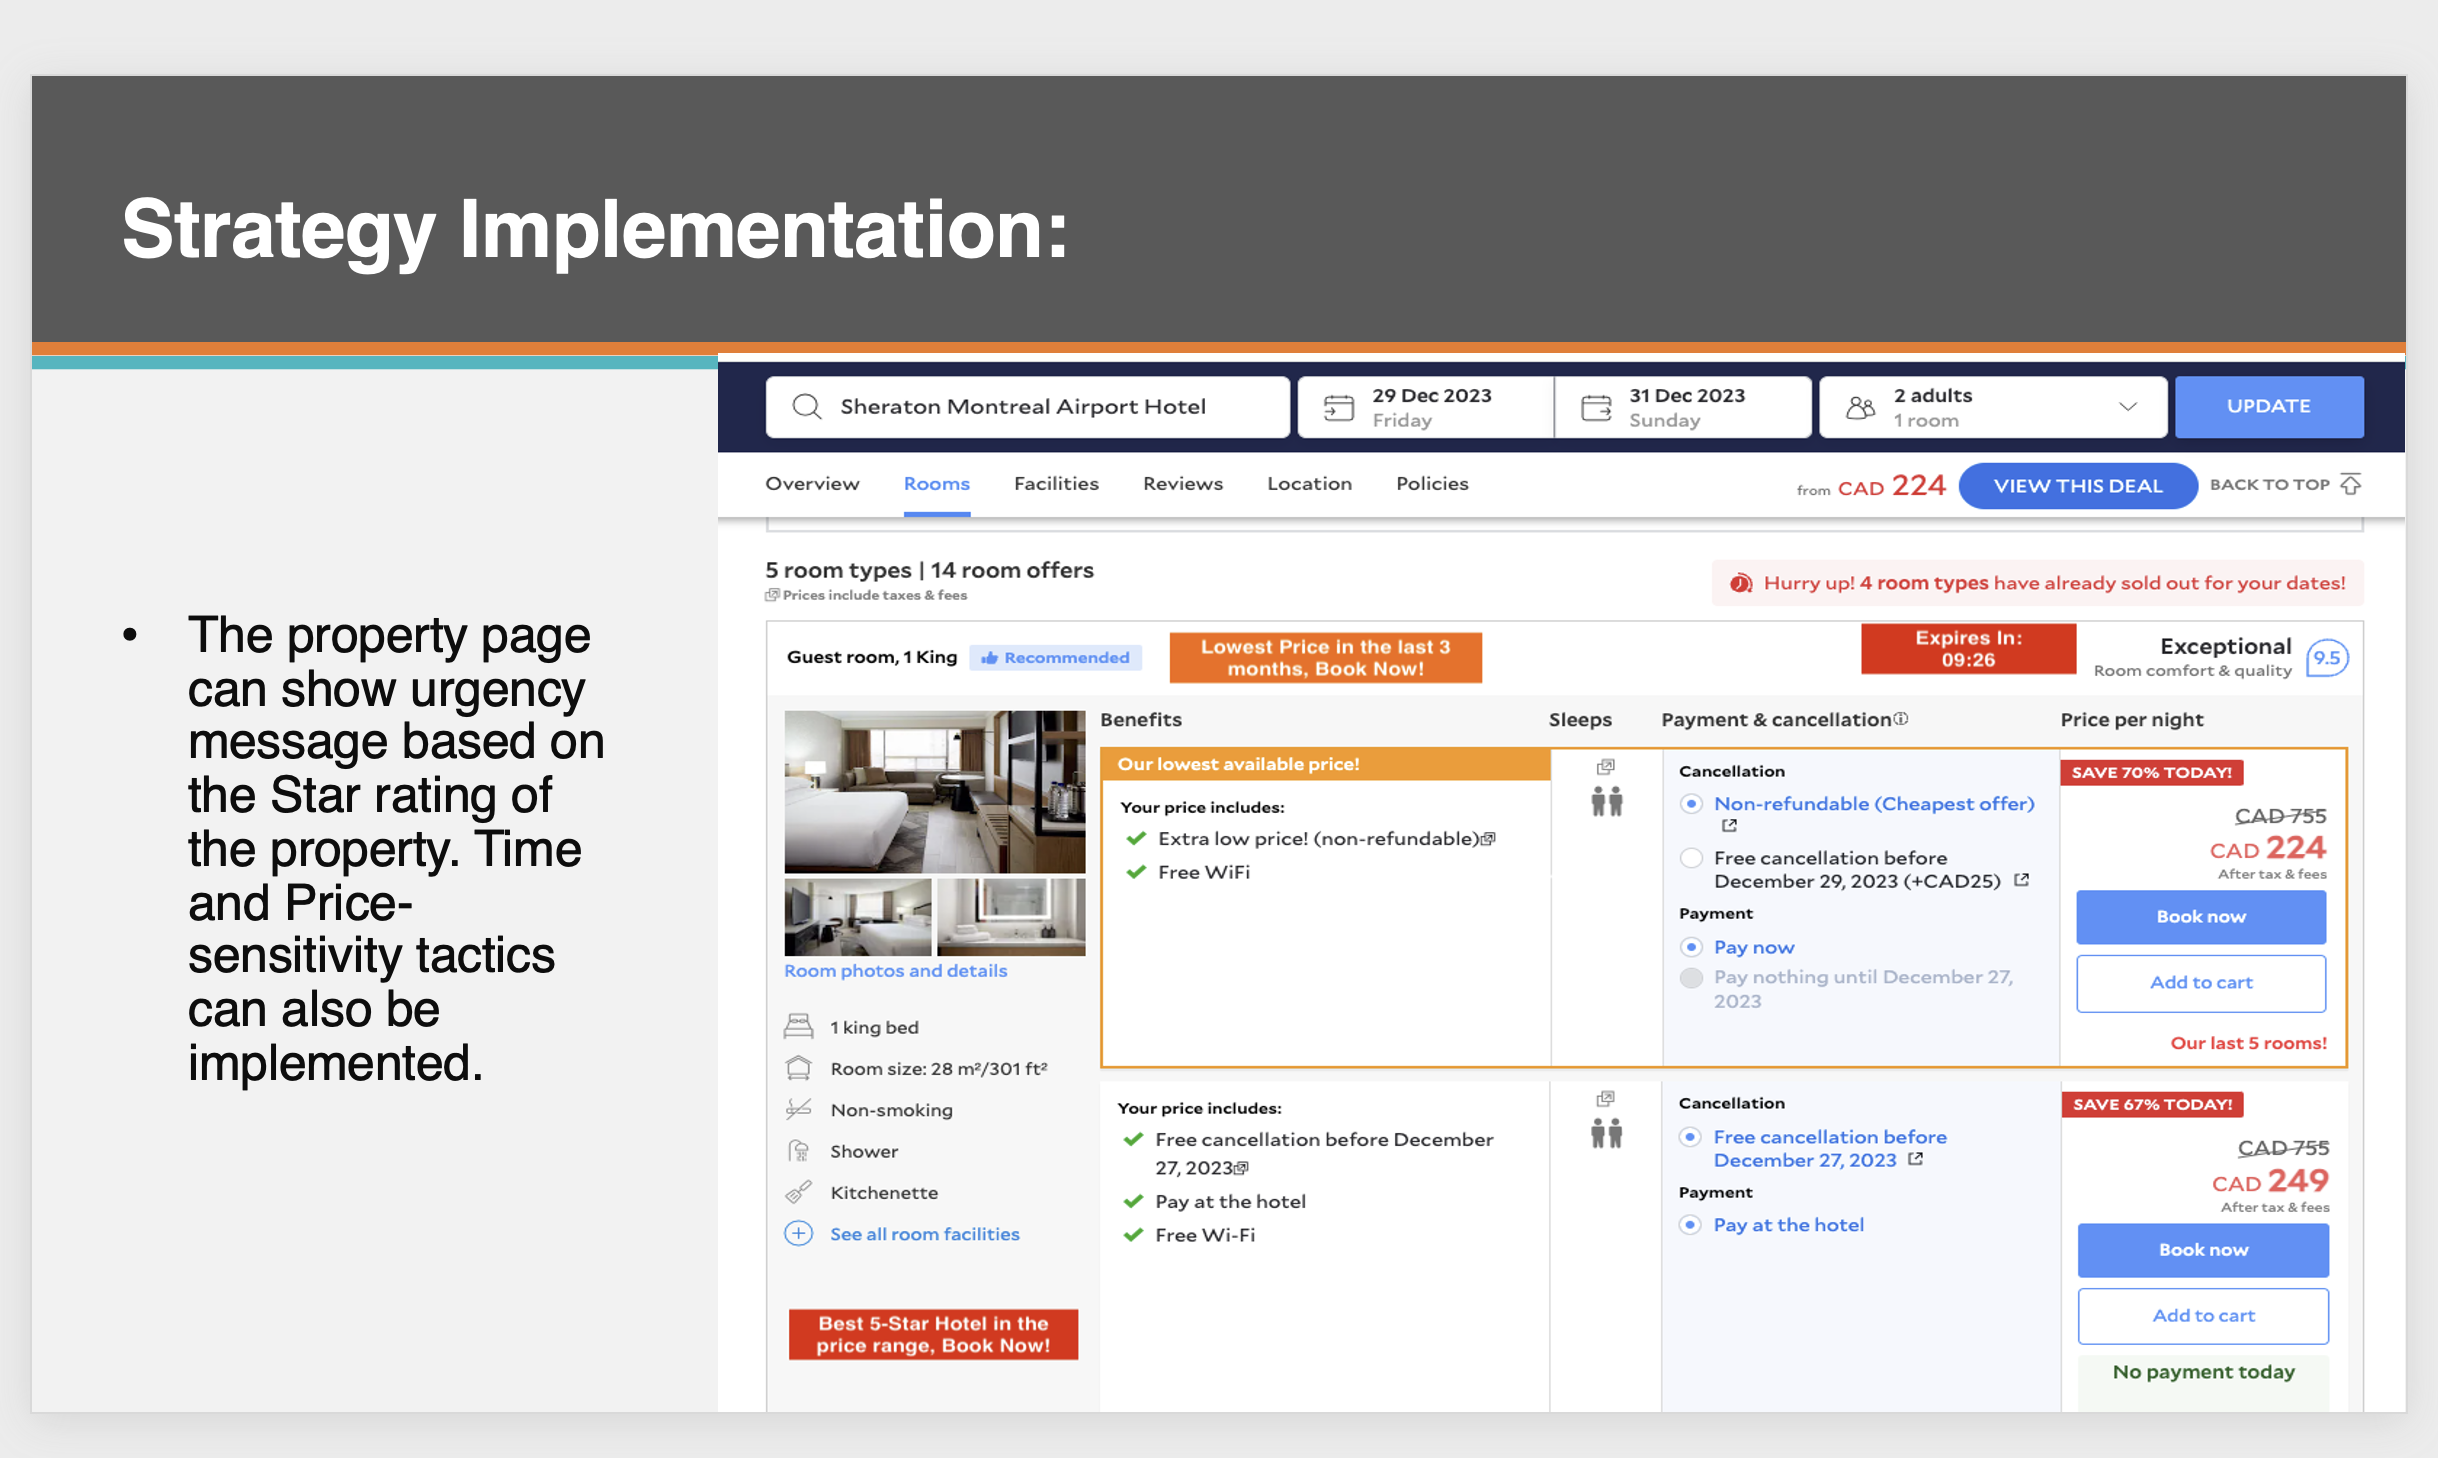 Strategy Implementation:
• The property page
can show urgency
message based on
the Star rating of
the property. Time
and Price-
sensitivity tactics
can also be
implemented.
Sheraton Montreal Airport Hotel
29 Dec 2023
Friday
31 Dec 2023
Sunday
2 adults
1 room
UPDATE
Overview Rooms Facilities Reviews Location Policies
from CAD 224 VIEW THIS DEAL BACK TO TOP
5 room types | 14 room offers
Prices include taxes & fees
Hurry up! 4 room types have already sold out for your dates!
Guest room, 1 King Recommended
Lowest Price in the last 3
months, Book Now!
Expires In:
09:26
Exceptional
Room comfort & quality
9.5
Room photos and details
1 king bed
Room size: 28 m²/301 ft²
Non-smoking
Shower
Kitchenette
See all room facilities
Best 5-Star Hotel in the
price range, Book Now!
Benefits Sleeps Payment & cancellation Price per night
Our lowest available price!
Your price includes:
Extra low price! (non-refundable)
Free WiFi
Cancellation
Non-refundable (Cheapest offer)
Free cancellation before
December 29, 2023 (+CAD25)
Payment
Pay now
Pay nothing until December 27,
2023
SAVE 70% TODAY!
CAD 755
CAD 224
After tax & fees
Book now
Add to cart
Our last 5 rooms!
Your price includes:
Free cancellation before December
27, 2023
Pay at the hotel
Free Wi-Fi
Cancellation
Free cancellation before
December 27, 2023
Payment
Pay at the hotel
SAVE 67% TODAY!
CAD 755
CAD 249
After tax & fees
Book now
Add to cart
No payment today